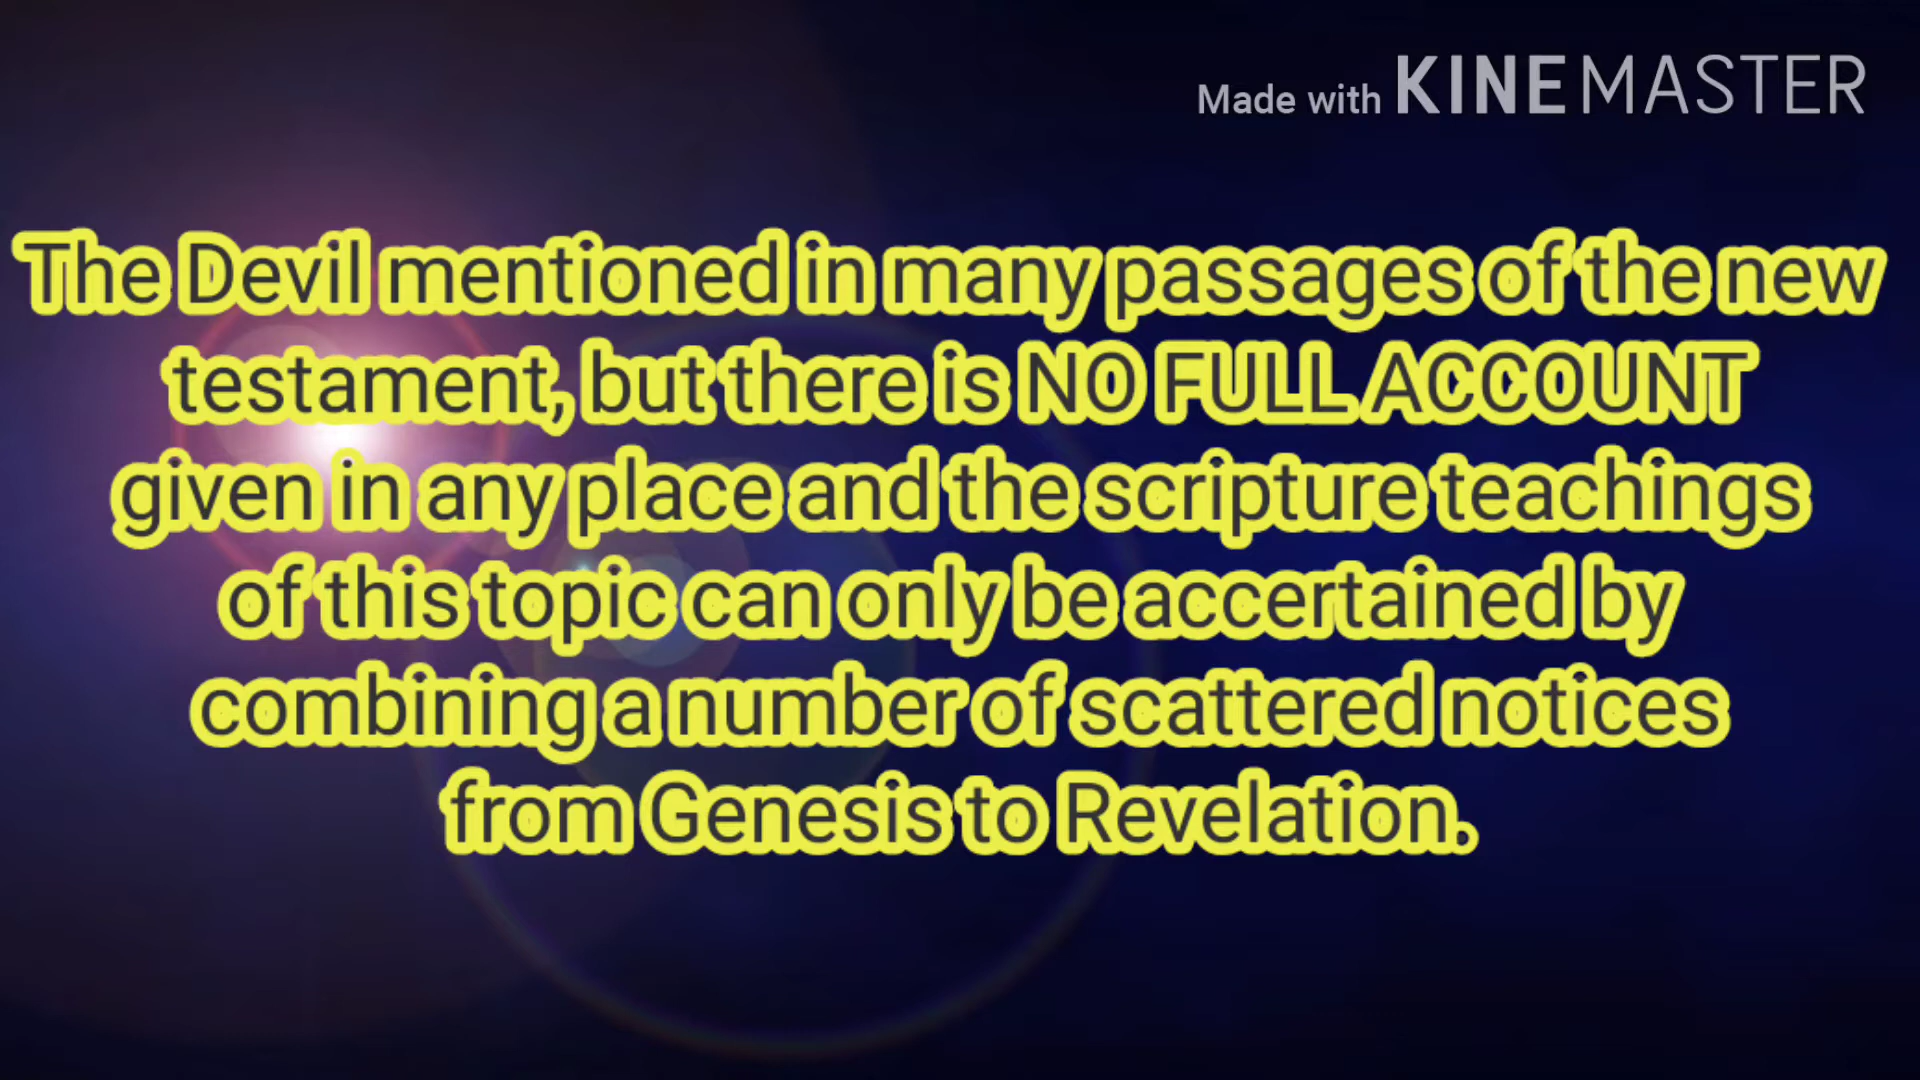 Made with KINEMASTER
The Devil mentioned in many passages of the new
testament, but there is NO FULL ACCOUNT
given in any place and the scripture teachings
of this topic can only be accertained by
combining a number of scattered notices
from Genesis to Revelation.